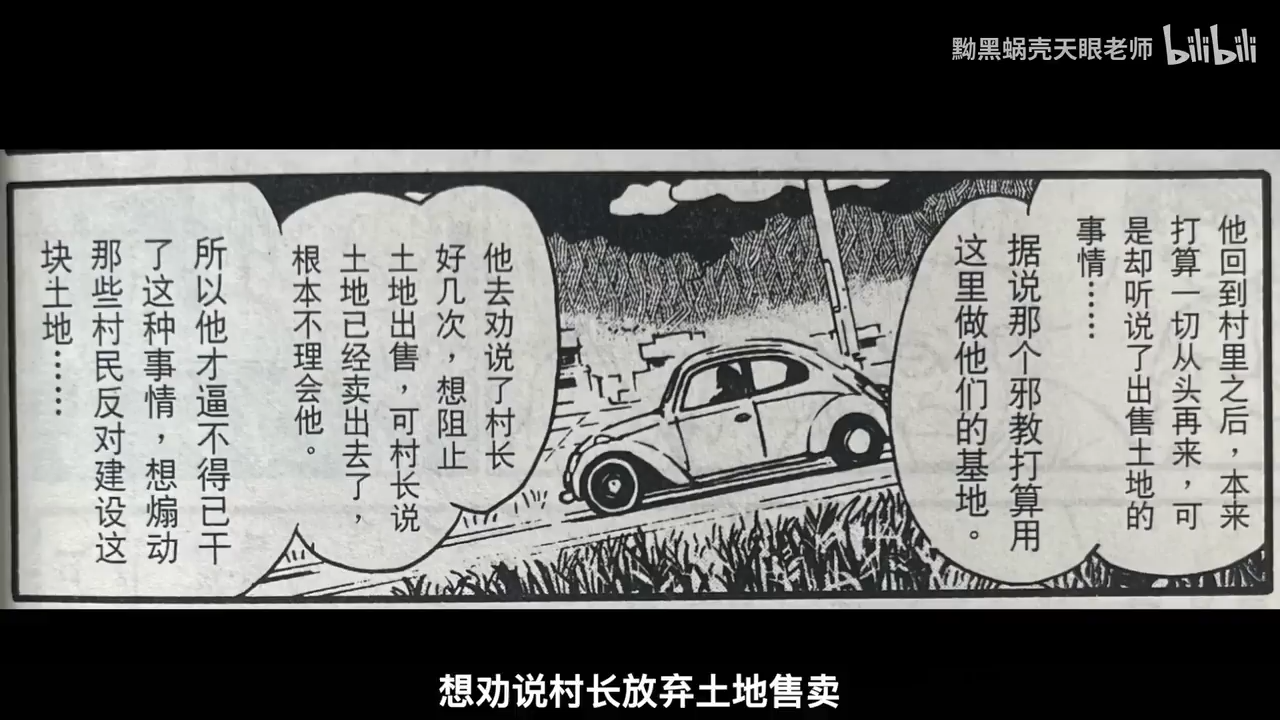 黝黑蜗壳天眼老师 bilibili
他回到村里之后，本来
打算一切从头再来，可
是却听说了出售土地的
事情……
据说那个邪教打算用
这里做他们的基地。
他去劝说了村长
好几次，想阻止
土地出售，可村长说
土地已经卖出去了，
根本不理会他。
所以他才逼不得已干
了这种事情，想煽动
那些村民反对建设这
块土地……
想劝说村长放弃土地售卖